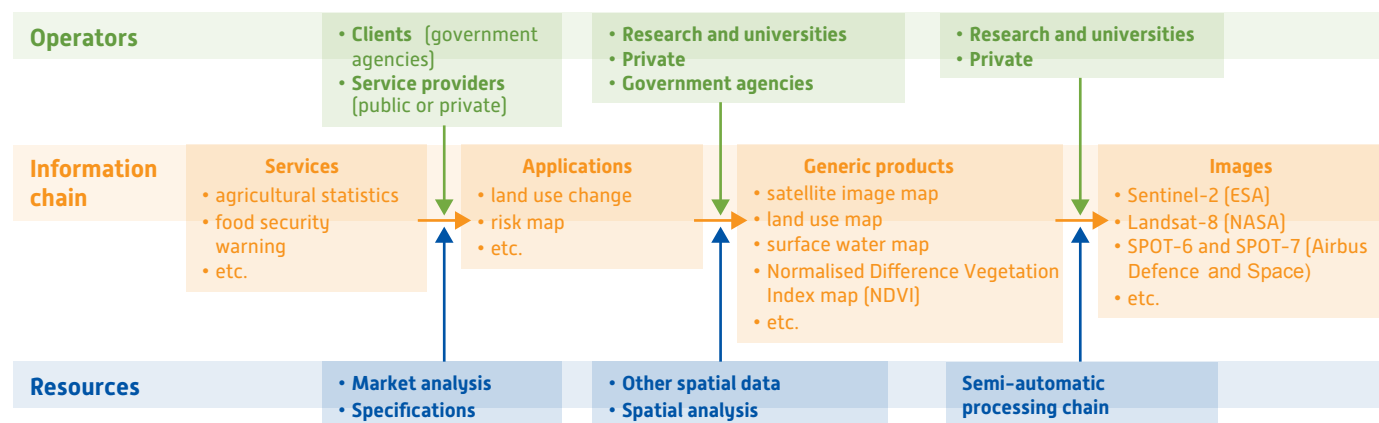 Operators
• Clients (government
agencies)
• Service providers
(public or private)
• Research and universities
• Private
• Government agencies
• Research and universities
• Private
Information
chain
Services
• agricultural statistics
• food security
warning
• etc.
Applications
• land use change
• risk map
• etc.
Generic products
• satellite image map
• land use map
• surface water map
• Normalised Difference Vegetation
Index map (NDVI)
• etc.
Images
• Sentinel-2 (ESA)
• Landsat-8 (NASA)
• SPOT-6 and SPOT-7 (Airbus
Defence and Space)
• etc.
Resources
• Market analysis
• Specifications
• Other spatial data
• Spatial analysis
Semi-automatic
processing chain